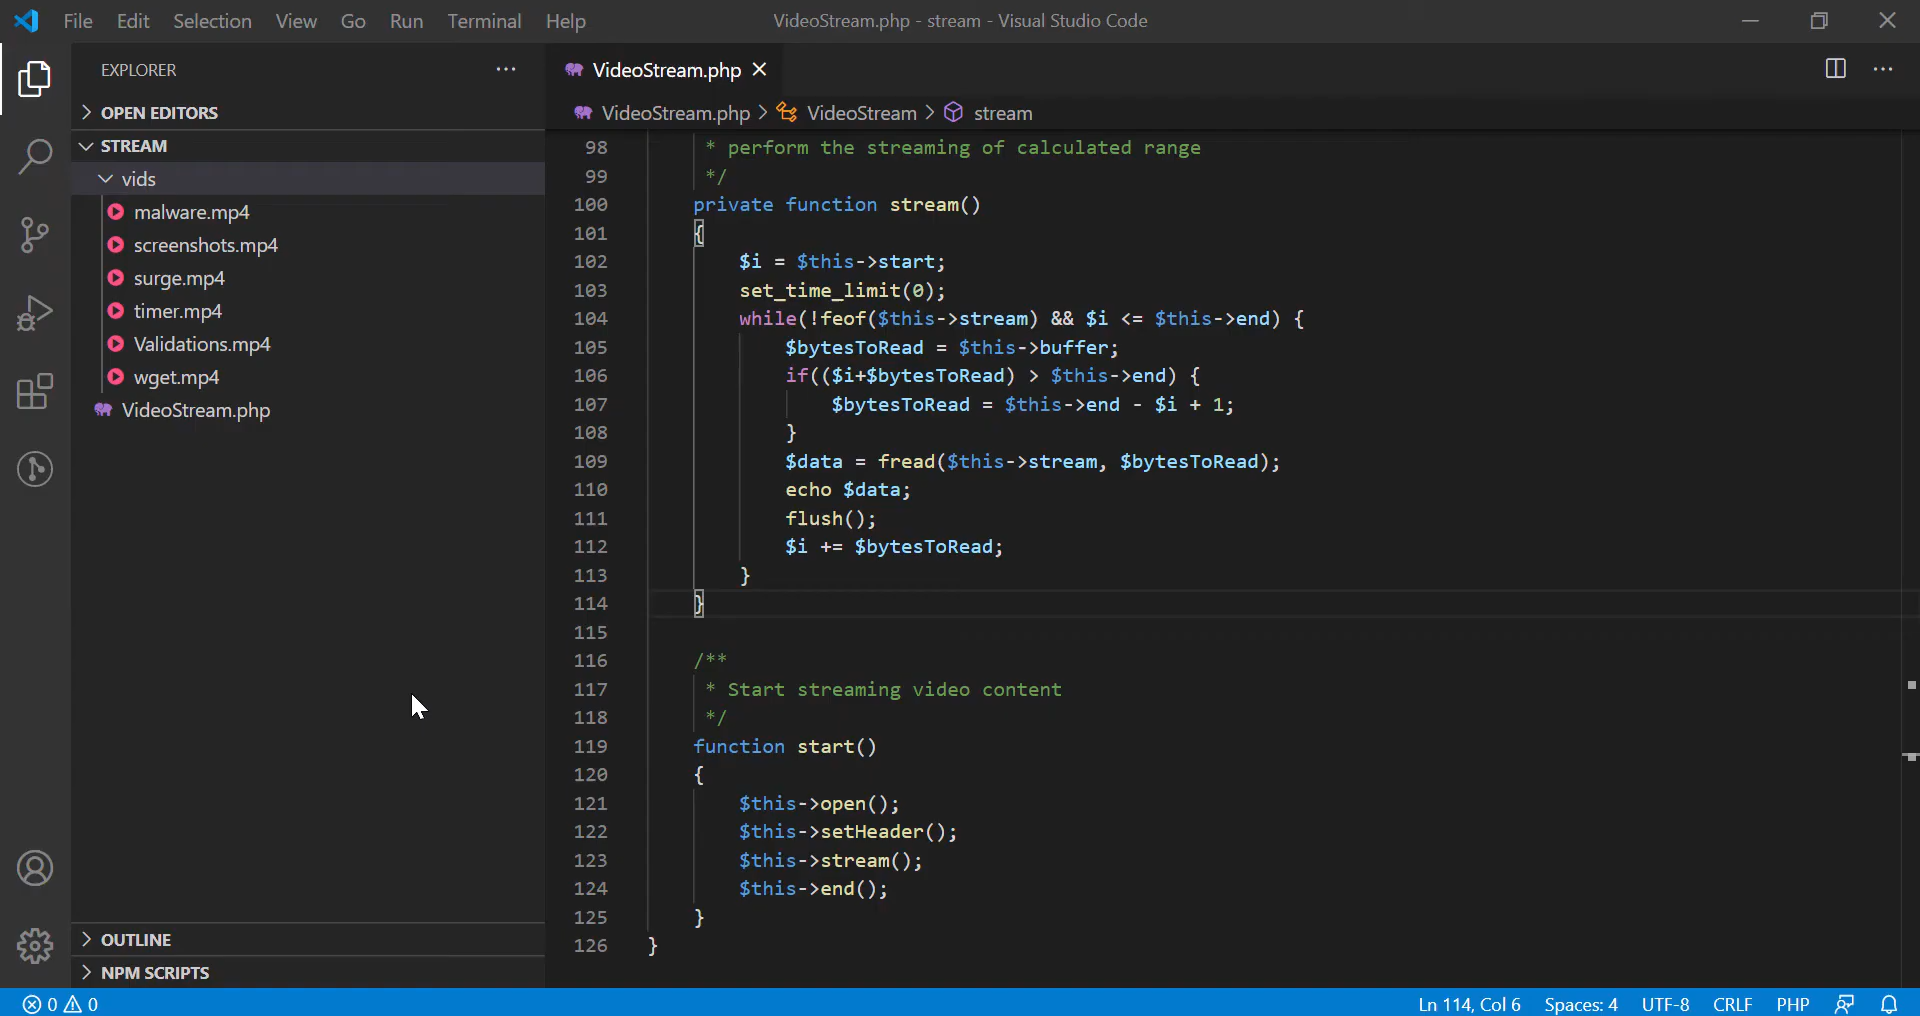 File Edit Selection View Go Run Terminal Help
VideoStream.php - stream - Visual Studio Code
EXPLORER
OPEN EDITORS
STREAM
vids
malware.mp4
screenshots.mp4
surge.mp4
timer.mp4
Validations.mp4
wget.mp4
VideoStream.php
OUTLINE
NPM SCRIPTS
VideoStream.php
VideoStream.php > VideoStream > stream
98 * perform the streaming of calculated range
99 */
100 private function stream()
101 {
102 $i = $this->start;
103 set_time_limit(0);
104 while(!feof($this->stream) && $i <= $this->end) {
105 $bytesToRead = $this->buffer;
106 if(($i+$bytesToRead) > $this->end) {
107 $bytesToRead = $this->end - $i + 1;
108 }
109 $data = fread($this->stream, $bytesToRead);
110 echo $data;
111 flush();
112 $i += $bytesToRead;
113 }
114 }
115
116 /**
117 * Start streaming video content
118 */
119 function start()
120 {
121 $this->open();
122 $this->setHeader();
123 $this->stream();
124 $this->end();
125 }
126 }
0 0
Ln 114, Col 6 Spaces: 4 UTF-8 CRLF PHP